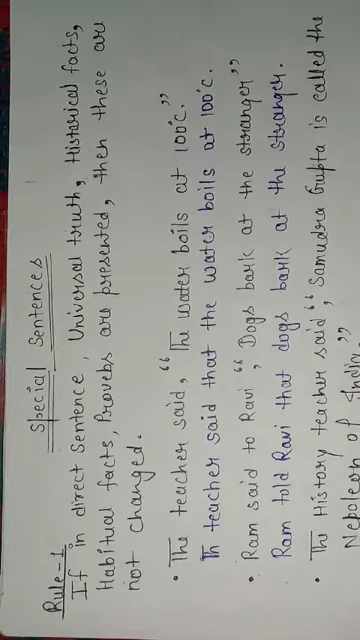 Special Sentences
Rule-1
If in direct sentence, Universal truth, Historical facts,
Habitual facts, Proverbs are presented, then these are
not changed.
• The teacher said, "The water boils at 100°C."
Th teacher said that the water boils at 100°C.
• Ram said to Ravi, "Dogs bark at the stranger"
Ram told Ravi that dogs bark at the stranger.
• The History teacher said, "Samudra Gupta is called the
Nepoleon of India."